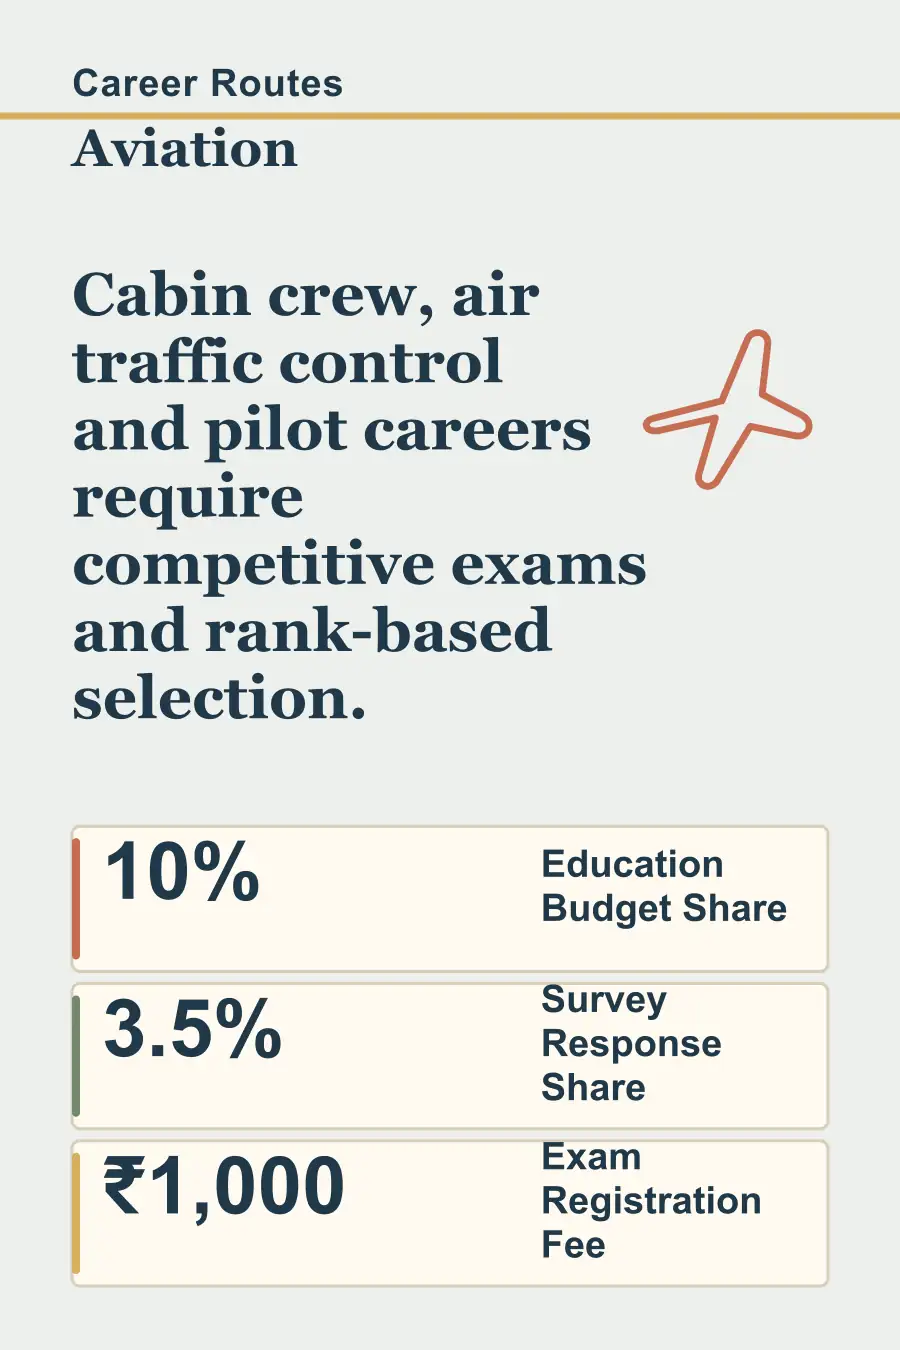 Career Routes
Aviation
Cabin crew, air
traffic control
and pilot careers
require
competitive exams
and rank-based
selection.
10%
Education
Budget Share
3.5%
Survey
Response
Share
₹1,000
Exam
Registration
Fee